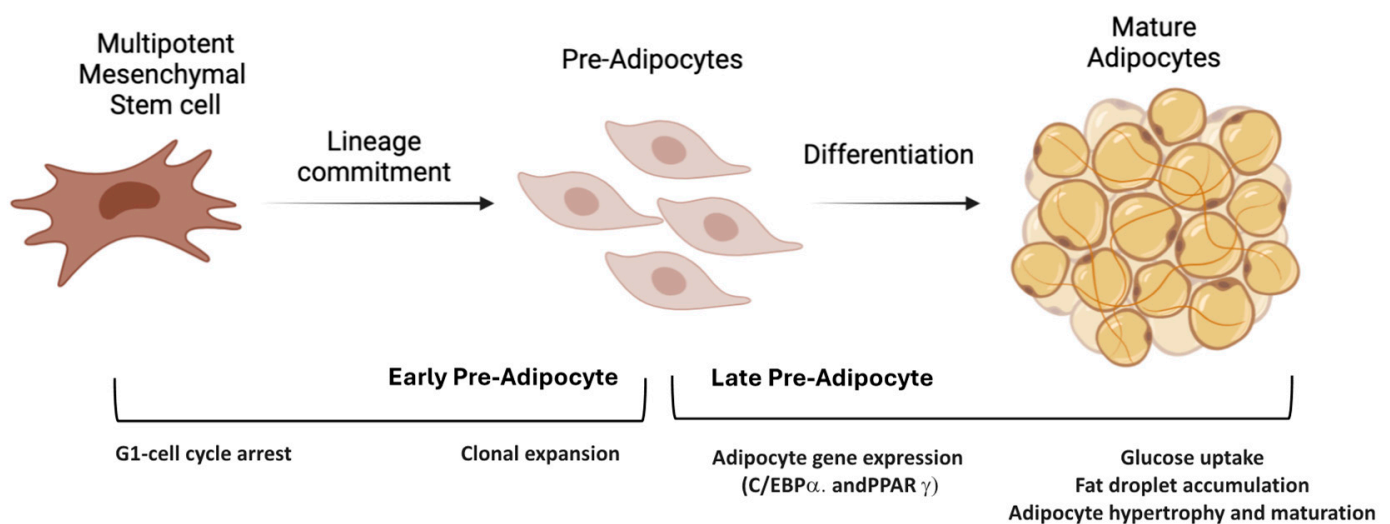 Multipotent
Mesenchymal
Stem cell
Lineage
commitment
Pre-Adipocytes
Differentiation
Mature
Adipocytes
Early Pre-Adipocyte
Late Pre-Adipocyte
G1-cell cycle arrest
Clonal expansion
Adipocyte gene expression
(C/EBPα. andPPAR γ)
Glucose uptake
Fat droplet accumulation
Adipocyte hypertrophy and maturation